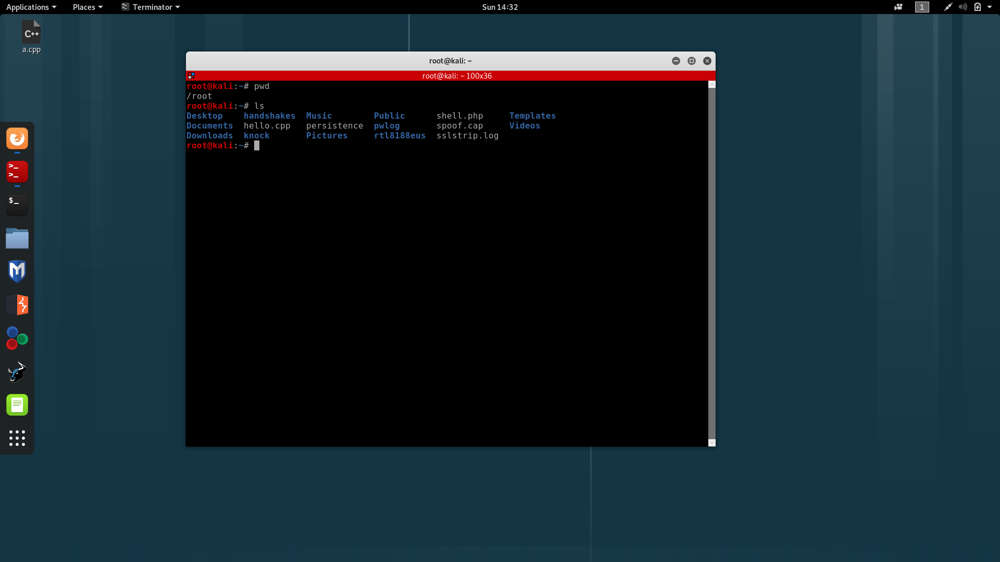 Applications Places Terminator Sun 14:32 1
C++
a.cpp
root@kali: ~
root@kali: ~ 100x36
root@kali:~# pwd
/root
root@kali:~# ls
Desktop handshakes Music Public shell.php Templates
Documents hello.cpp persistence pwlog spoof.cap Videos
Downloads knock Pictures rtl8188eus sslstrip.log
root@kali:~#
>_
>_
$_